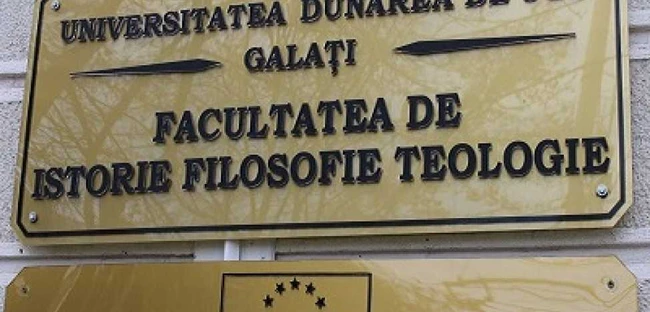 UNIVERSITATEA DUNĂREA DE
GALAȚI
FACULTATEA DE
ISTORIE FILOSOFIE TEOLOGIE